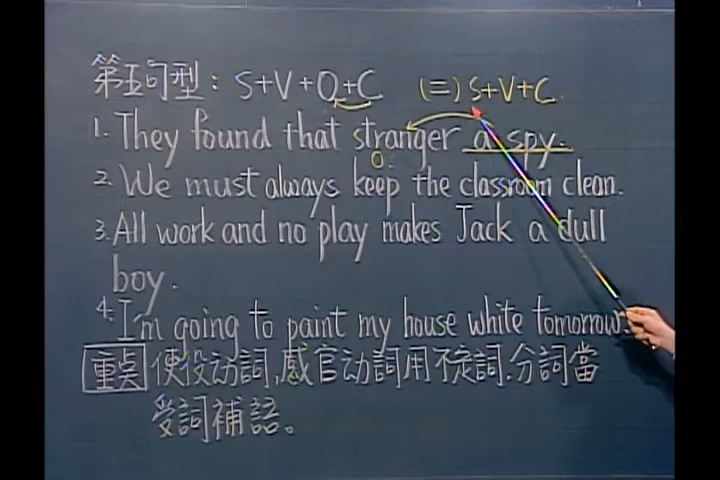 第五句型：S+V+O+C (二) S+V+C.
1. They found that stranger a spy.
O.
2. We must always keep the classroom clean.
3. All work and no play makes Jack a dull
boy.
4. I'm going to paint my house white tomorrow.
重点 使役动詞，感官动詞用不定詞.分詞當
受詞補語。